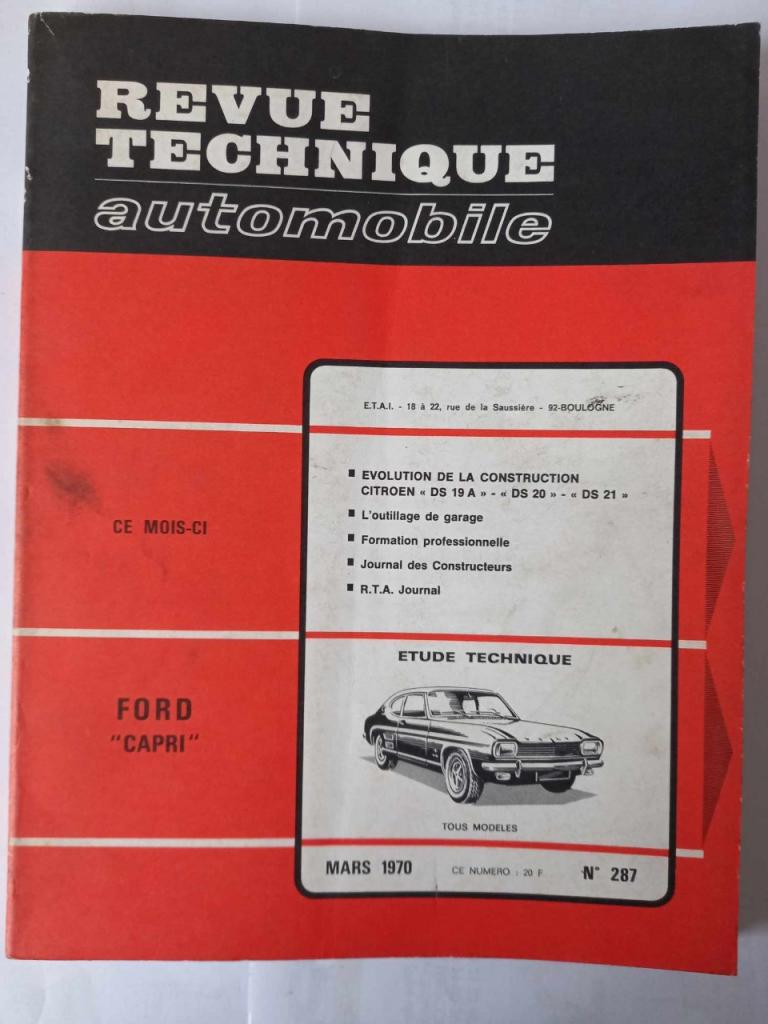 REVUE
TECHNIQUE
automobile
E.T.A.I. - 18 à 22, rue de la Saussière - 92-BOULOGNE
CE MOIS-CI
▪ EVOLUTION DE LA CONSTRUCTION
CITROEN « DS 19 A » - « DS 20 » - « DS 21 »
▪ L'outillage de garage
▪ Formation professionnelle
▪ Journal des Constructeurs
▪ R.T.A. Journal
FORD
"CAPRI"
ETUDE TECHNIQUE
TOUS MODELES
MARS 1970 CE NUMERO : 20 F N° 287